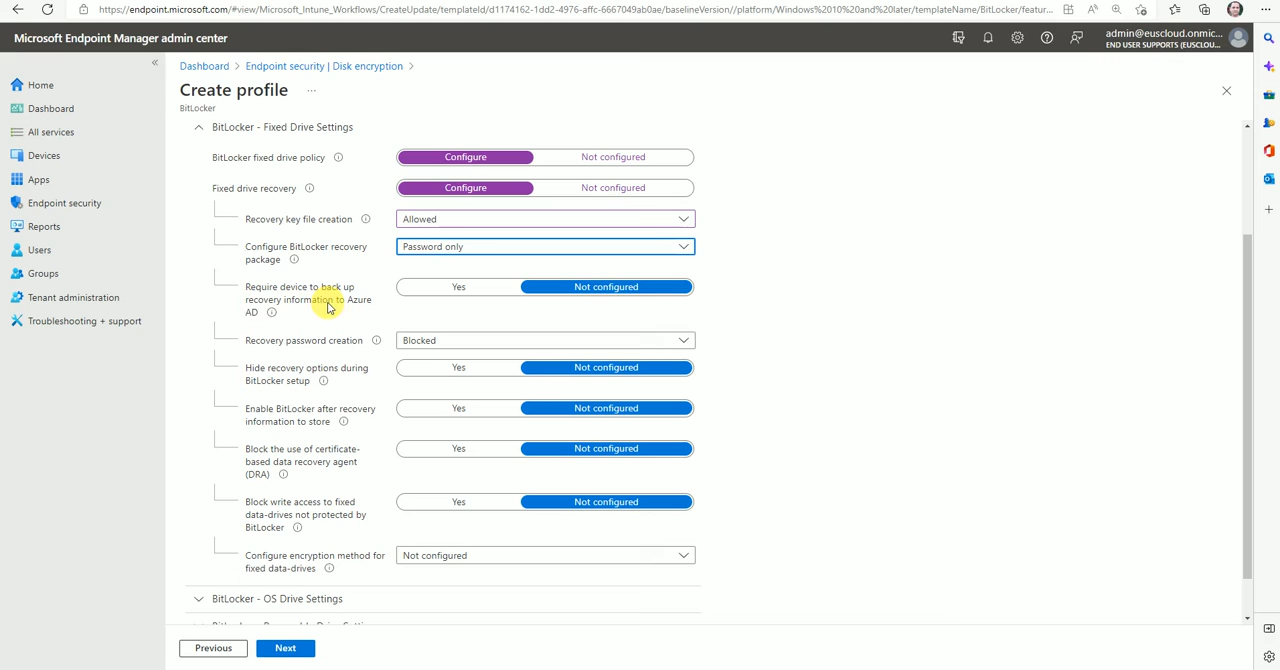 https://endpoint.microsoft.com/#view/Microsoft_Intune_Workflows/CreateUpdate/templateId/d1174162-1dd2-4976-affc-6667049ab0ae/baselineVersion//platform/Windows%2010%20and%20later/templateName/BitLocker/featur...
Microsoft Endpoint Manager admin center
admin@euscloud.onmic...
END USER SUPPORTS (EUSCLOUD....
Home
Dashboard
All services
Devices
Apps
Endpoint security
Reports
Users
Groups
Tenant administration
Troubleshooting + support
Dashboard > Endpoint security | Disk encryption >
Create profile ...
BitLocker
BitLocker - Fixed Drive Settings
BitLocker fixed drive policy Configure Not configured
Fixed drive recovery Configure Not configured
Recovery key file creation Allowed
Configure BitLocker recovery
package
Password only
Require device to back up
recovery information to Azure
AD
Yes Not configured
Recovery password creation Blocked
Hide recovery options during
BitLocker setup
Yes Not configured
Enable BitLocker after recovery
information to store
Yes Not configured
Block the use of certificate-
based data recovery agent
(DRA)
Yes Not configured
Block write access to fixed
data-drives not protected by
BitLocker
Yes Not configured
Configure encryption method for
fixed data-drives
Not configured
BitLocker - OS Drive Settings
Previous Next